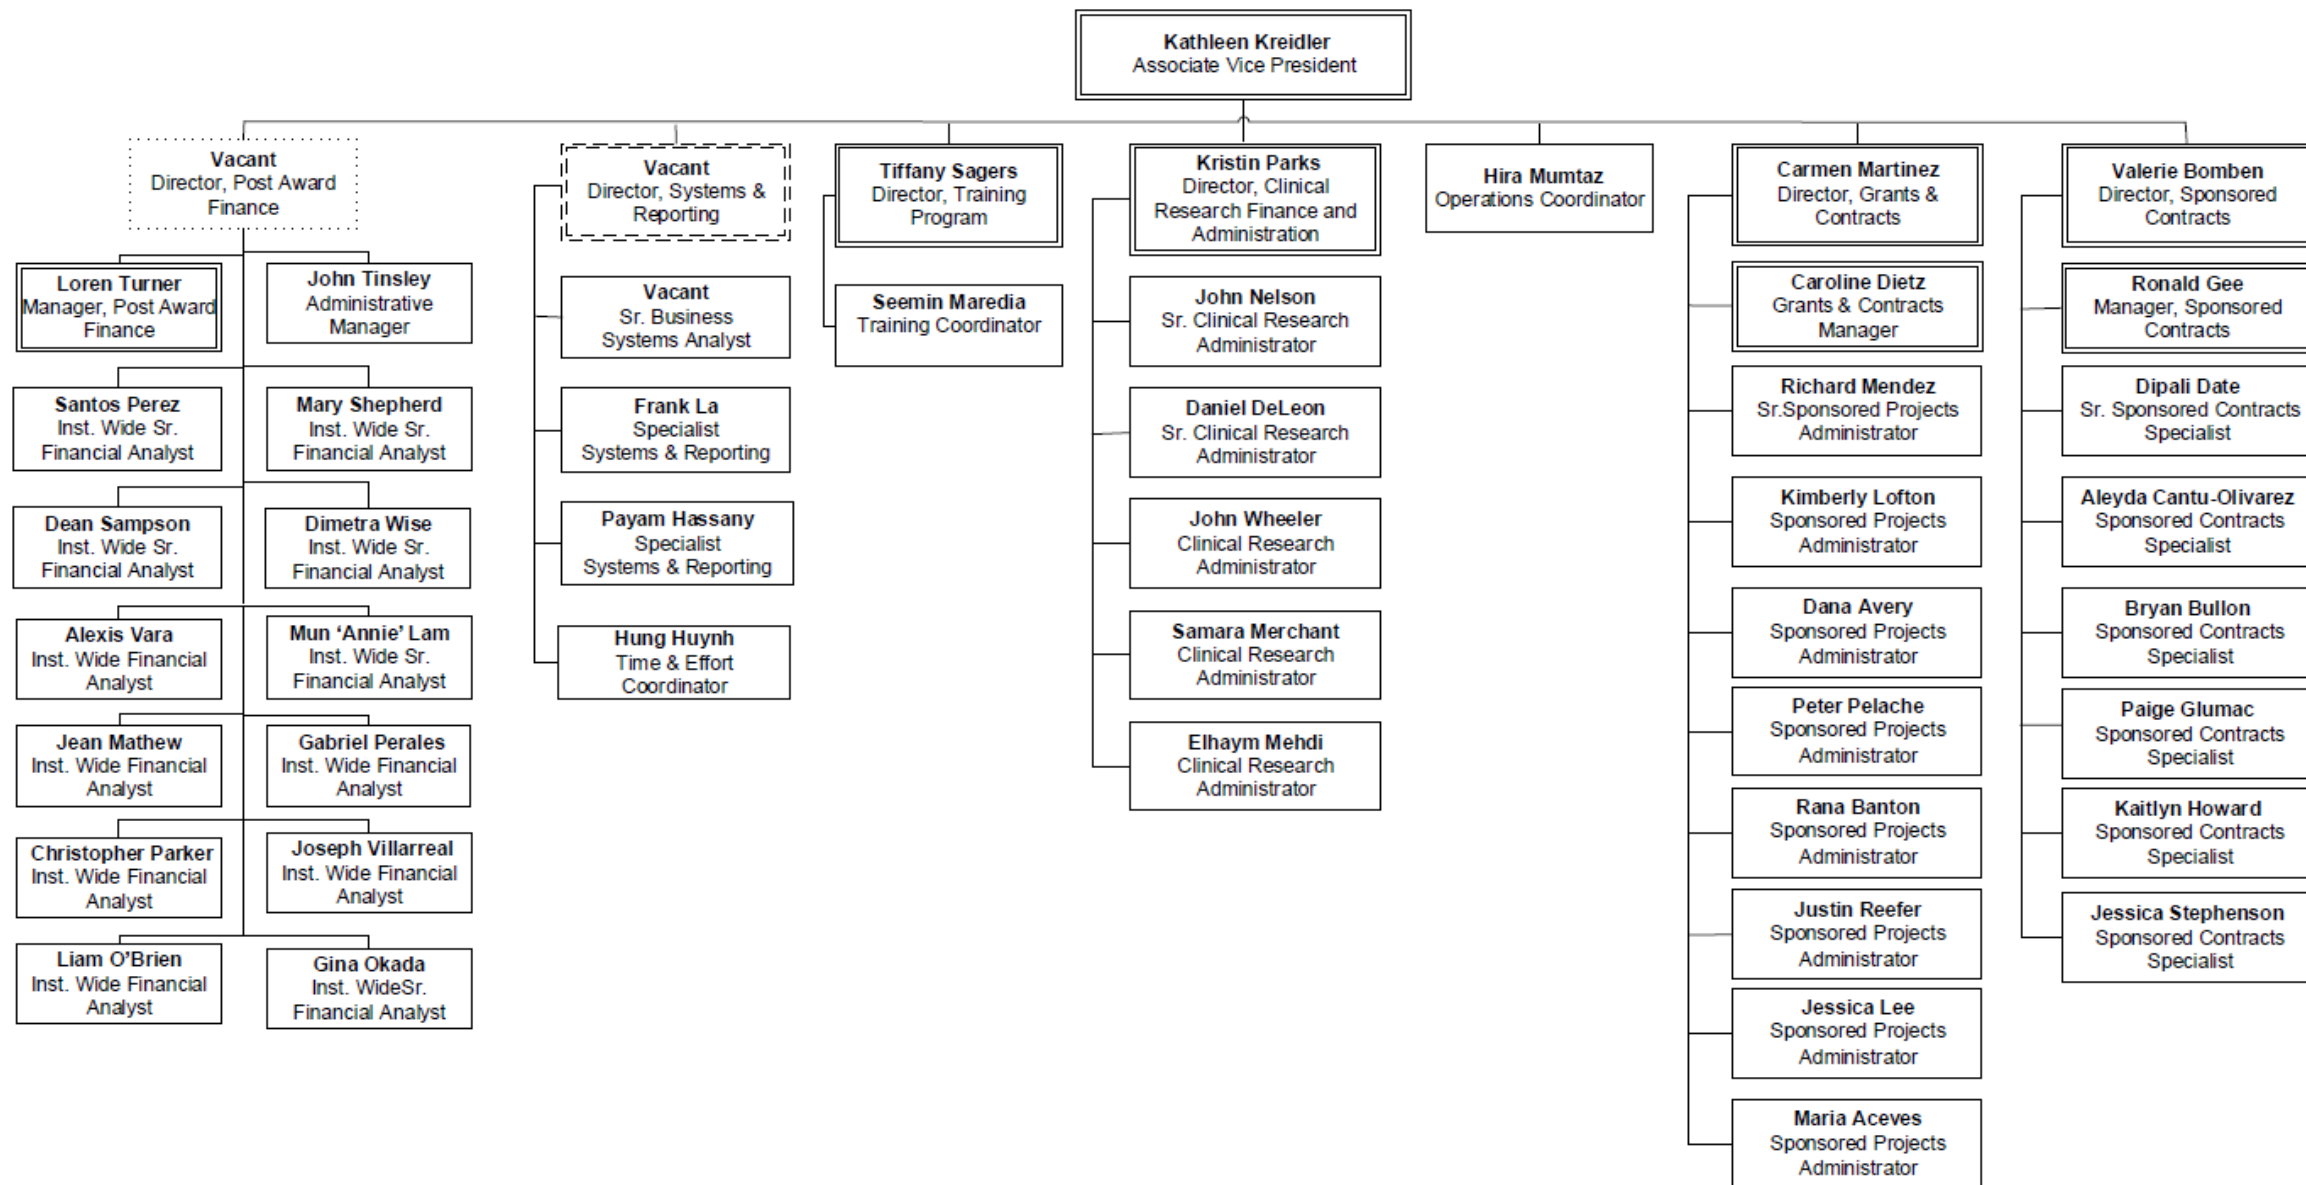 Kathleen Kreidler
Associate Vice President
Vacant
Director, Post Award
Finance
Loren Turner
Manager, Post Award
Finance
John Tinsley
Administrative
Manager
Santos Perez
Inst. Wide Sr.
Financial Analyst
Mary Shepherd
Inst. Wide Sr.
Financial Analyst
Dean Sampson
Inst. Wide Sr.
Financial Analyst
Dimetra Wise
Inst. Wide Sr.
Financial Analyst
Alexis Vara
Inst. Wide Financial
Analyst
Mun ‘Annie’ Lam
Inst. Wide Sr.
Financial Analyst
Jean Mathew
Inst. Wide Financial
Analyst
Gabriel Perales
Inst. Wide Financial
Analyst
Christopher Parker
Inst. Wide Financial
Analyst
Joseph Villarreal
Inst. Wide Financial
Analyst
Liam O’Brien
Inst. Wide Financial
Analyst
Gina Okada
Inst. WideSr.
Financial Analyst
Vacant
Director, Systems &
Reporting
Vacant
Sr. Business
Systems Analyst
Frank La
Specialist
Systems & Reporting
Payam Hassany
Specialist
Systems & Reporting
Hung Huynh
Time & Effort
Coordinator
Tiffany Sagers
Director, Training
Program
Seemin Maredia
Training Coordinator
Kristin Parks
Director, Clinical
Research Finance and
Administration
John Nelson
Sr. Clinical Research
Administrator
Daniel DeLeon
Sr. Clinical Research
Administrator
John Wheeler
Clinical Research
Administrator
Samara Merchant
Clinical Research
Administrator
Elhaym Mehdi
Clinical Research
Administrator
Hira Mumtaz
Operations Coordinator
Carmen Martinez
Director, Grants &
Contracts
Caroline Dietz
Grants & Contracts
Manager
Richard Mendez
Sr.Sponsored Projects
Administrator
Kimberly Lofton
Sponsored Projects
Administrator
Dana Avery
Sponsored Projects
Administrator
Peter Pelache
Sponsored Projects
Administrator
Rana Banton
Sponsored Projects
Administrator
Justin Reefer
Sponsored Projects
Administrator
Jessica Lee
Sponsored Projects
Administrator
Maria Aceves
Sponsored Projects
Administrator
Valerie Bomben
Director, Sponsored
Contracts
Ronald Gee
Manager, Sponsored
Contracts
Dipali Date
Sr. Sponsored Contracts
Specialist
Aleyda Cantu-Olivarez
Sponsored Contracts
Specialist
Bryan Bullon
Sponsored Contracts
Specialist
Paige Glumac
Sponsored Contracts
Specialist
Kaitlyn Howard
Sponsored Contracts
Specialist
Jessica Stephenson
Sponsored Contracts
Specialist